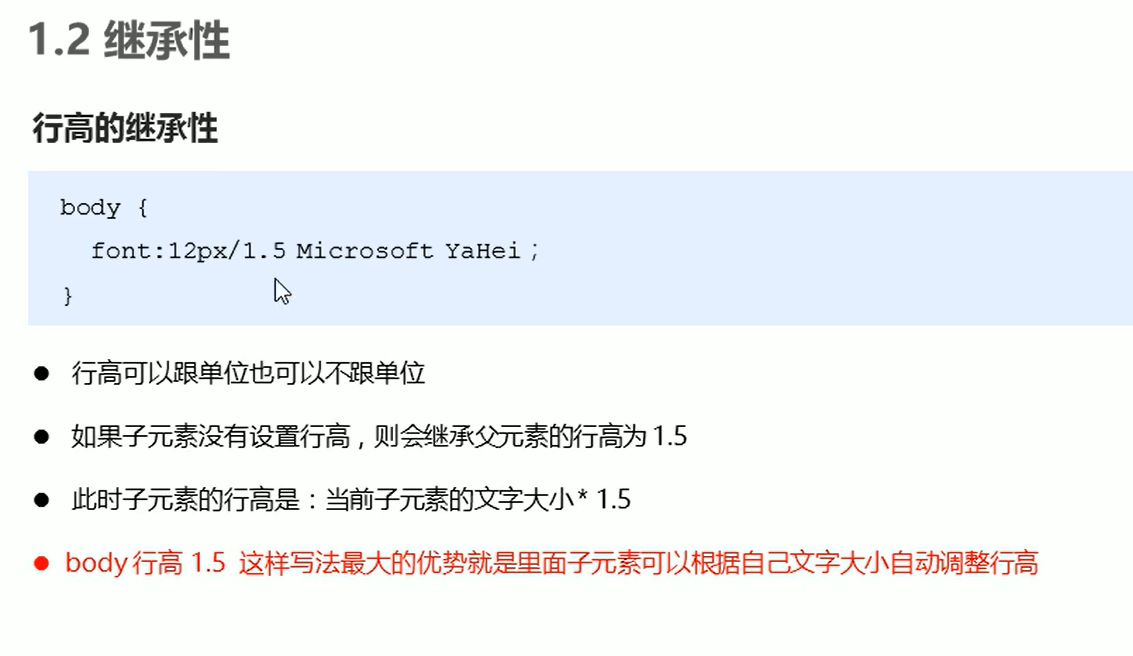 1.2 继承性
行高的继承性
body {
font:12px/1.5 Microsoft YaHei；
}
● 行高可以跟单位也可以不跟单位
● 如果子元素没有设置行高，则会继承父元素的行高为 1.5
● 此时子元素的行高是：当前子元素的文字大小* 1.5
● body 行高 1.5 这样写法最大的优势就是里面子元素可以根据自己文字大小自动调整行高